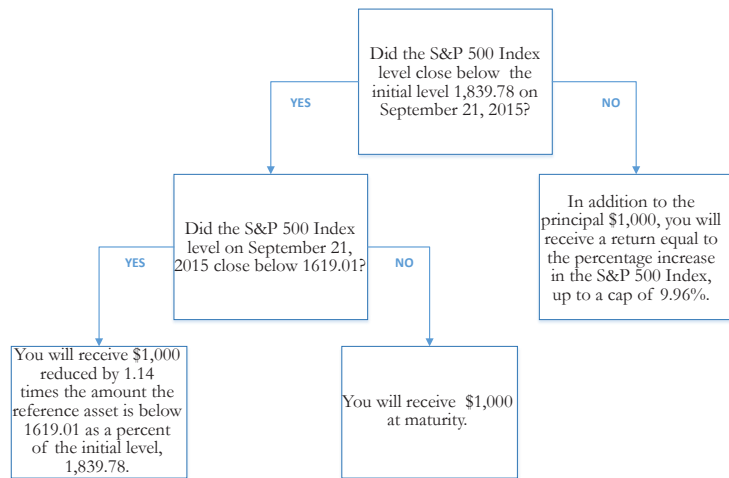 Did the S&P 500 Index
level close below the
initial level 1,839.78 on
September 21, 2015?
YES
NO
Did the S&P 500 Index
level on September 21,
2015 close below 1619.01?
In addition to the
principal $1,000, you will
receive a return equal to
the percentage increase
in the S&P 500 Index,
up to a cap of 9.96%.
YES
NO
You will receive $1,000
reduced by 1.14
times the amount the
reference asset is below
1619.01 as a percent
of the initial level,
1,839.78.
You will receive $1,000
at maturity.